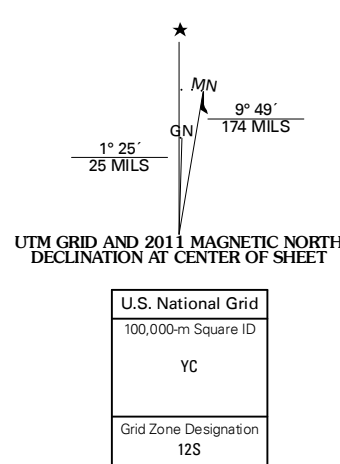 ★
MN
9° 49´
174 MILS
GN
1° 25´
25 MILS
UTM GRID AND 2011 MAGNETIC NORTH
DECLINATION AT CENTER OF SHEET
U.S. National Grid
100,000-m Square ID
YC
Grid Zone Designation
12S